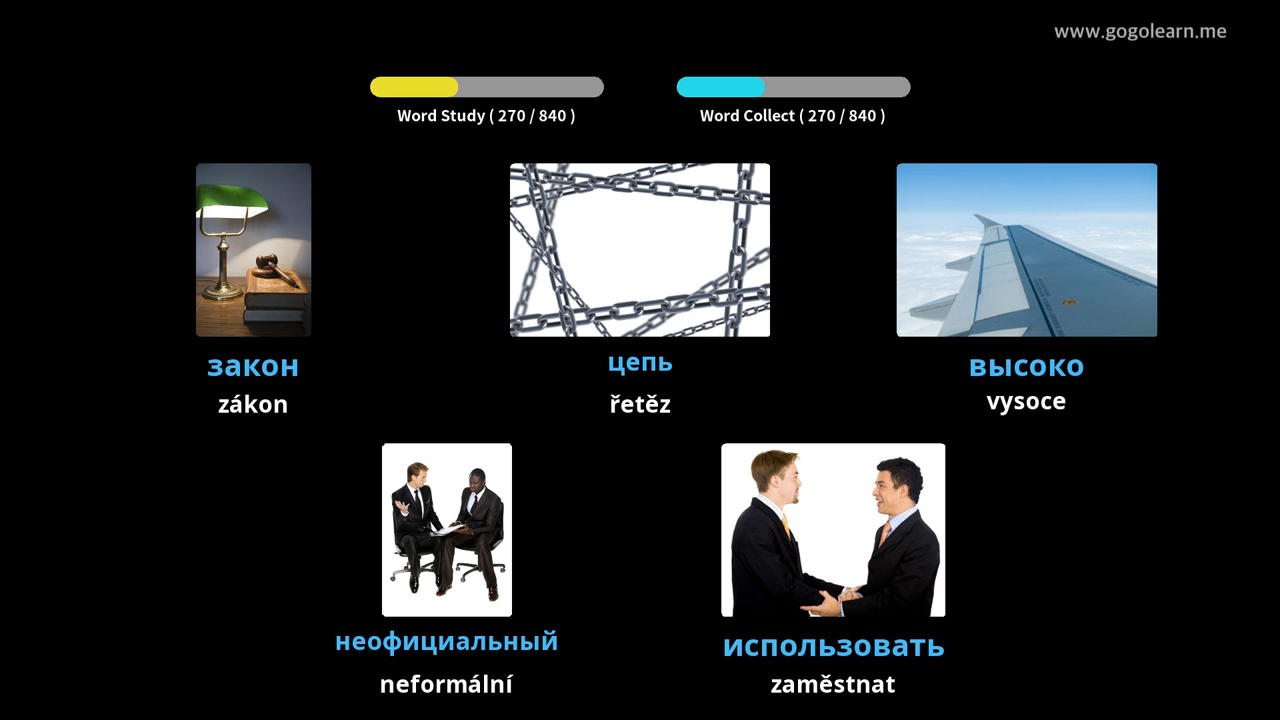 www.gogolearn.me
Word Study ( 270 / 840 )
Word Collect ( 270 / 840 )
закон
zákon
цепь
řetěz
высоко
vysoce
неофициальный
neformální
использовать
zaměstnat